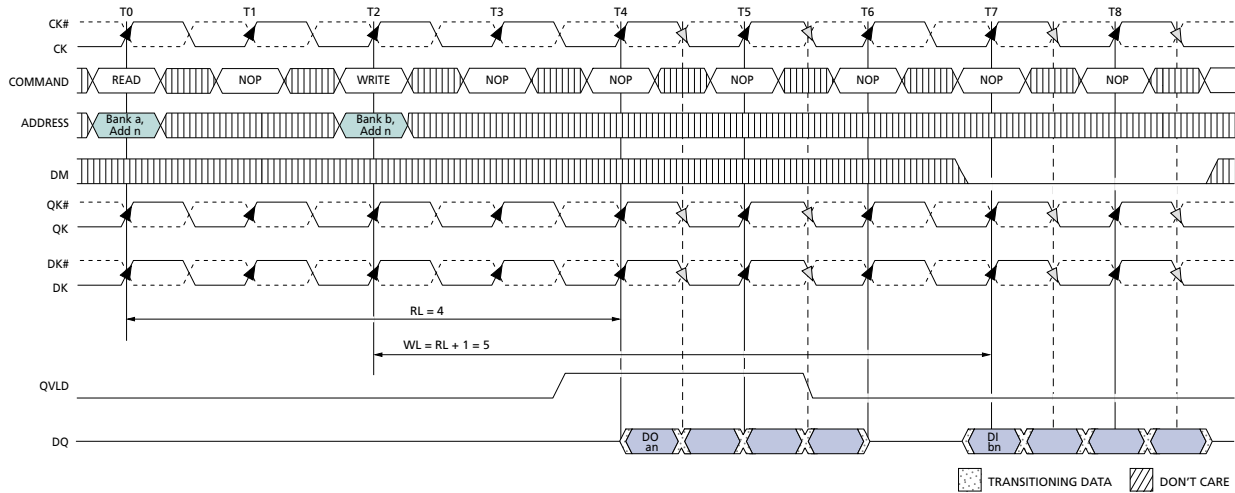 T0 T1 T2 T3 T4 T5 T6 T7 T8
CK#
CK
COMMAND READ NOP WRITE NOP NOP NOP NOP NOP NOP
ADDRESS Bank a, Add n Bank b, Add n
DM
QK#
QK
DK#
DK
RL = 4
WL = RL + 1 = 5
QVLD
DQ DO an DI bn
TRANSITIONING DATA DON'T CARE